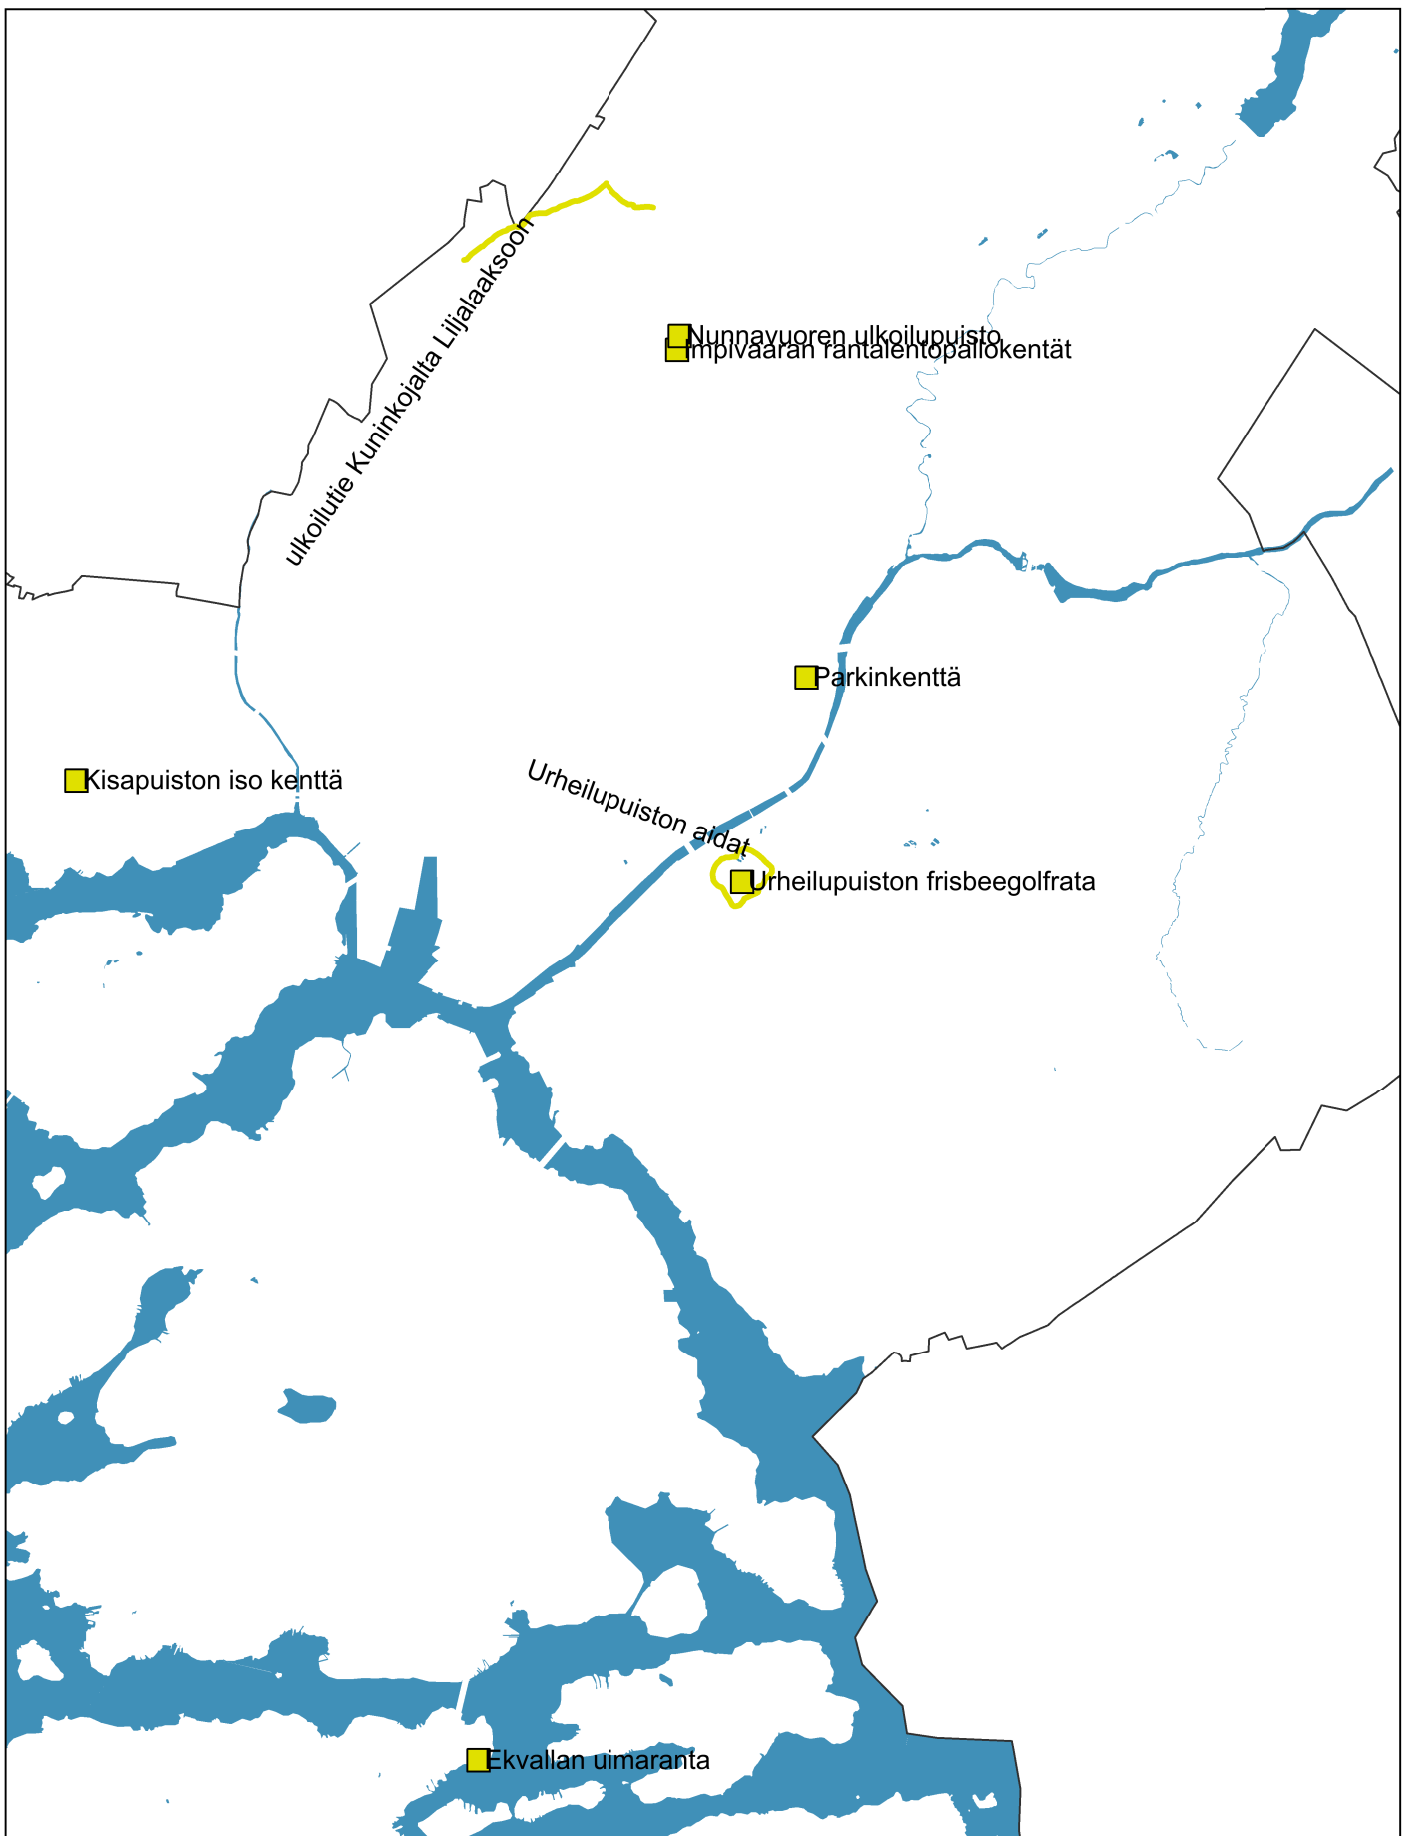 ulkoilutie Kuninkojalta Liljalaaksoon
Nunnavuoren ulkoilupuisto
Impivaaran rantalentopallokentät
Parkinkenttä
Kisapuiston iso kenttä
Urheilupuiston aidat
Urheilupuiston frisbeegolfrata
Ekvallan uimaranta